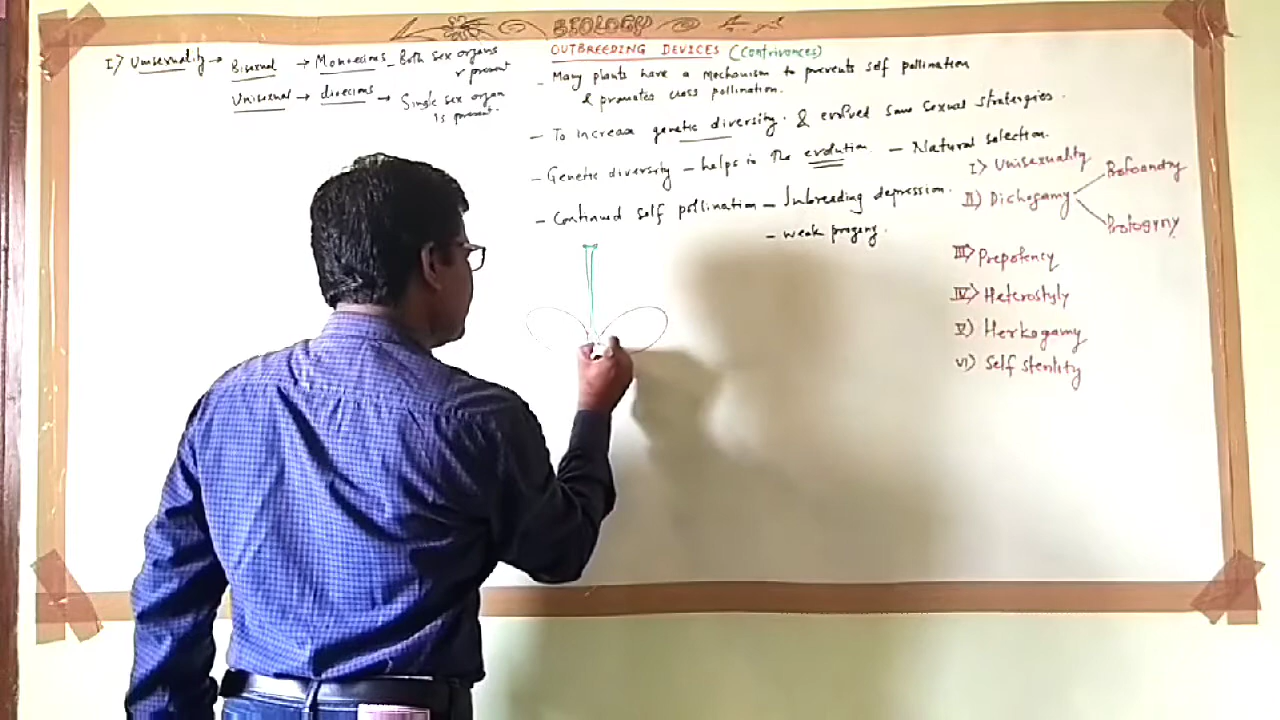 BIOLOGY
I) Unisexuality → Bisexual → Monoecious - Both sex organs r present
Unisexual → dioecious → Single sex organ is present.
OUTBREEDING DEVICES (Contrivances)
- Many plants have a mechanism to prevents self pollination
& promotes cross pollination.
- To increase genetic diversity. & evolved some sexual stratergies.
- Genetic diversity - helps in the evolution. - Natural selection.
- Continued self pollination - Inbreeding depression.
- weak progeny.
I) Unisexuality
II) Dichogamy
Protoandry
Protogyny
III) Prepotency
IV) Heterostyly
V) Herkogamy
VI) Self sterility